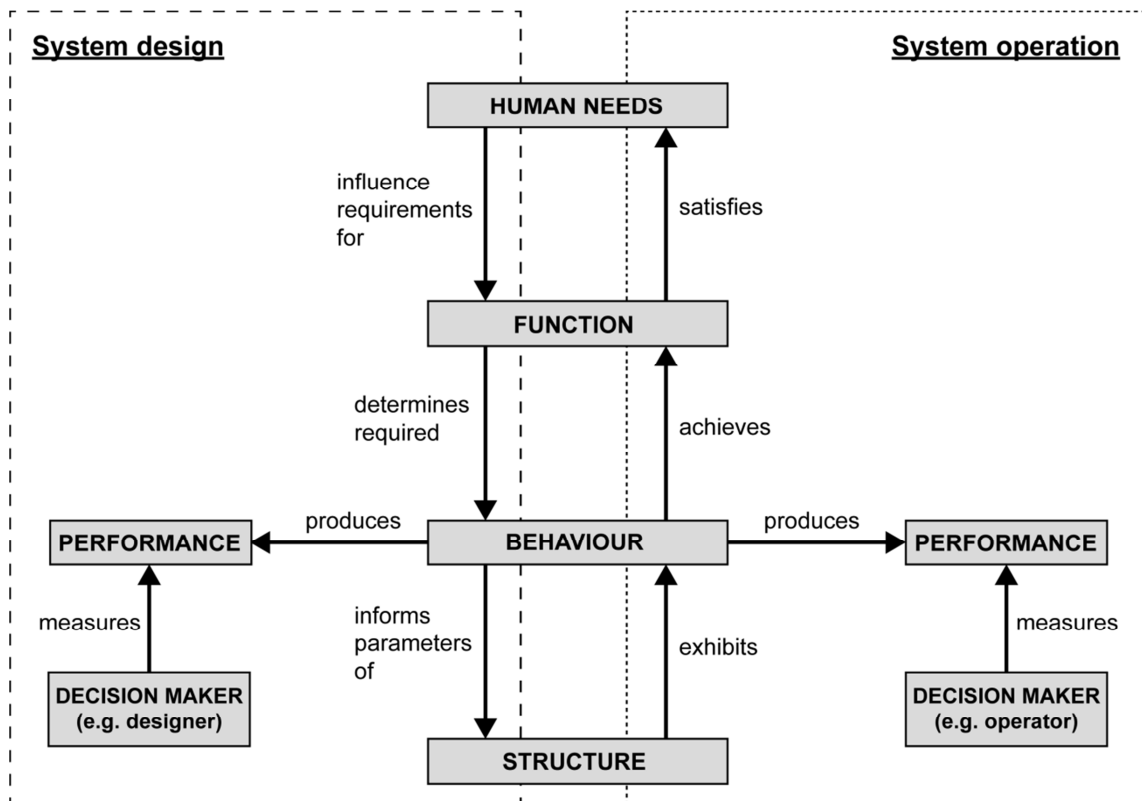 System design
System operation
HUMAN NEEDS
influence
requirements
for
satisfies
FUNCTION
determines
required
achieves
produces
produces
PERFORMANCE
BEHAVIOUR
PERFORMANCE
measures
informs
parameters
of
exhibits
measures
DECISION MAKER
(e.g. designer)
DECISION MAKER
(e.g. operator)
STRUCTURE